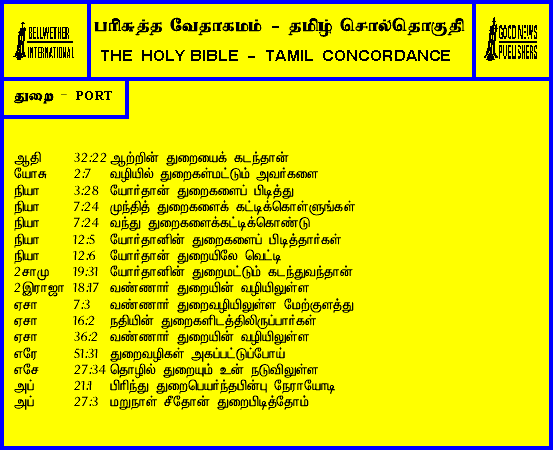 BELLWETHER
INTERNATIONAL
பரிசுத்த வேதாகமம் - தமிழ் சொல்தொகுதி
THE HOLY BIBLE - TAMIL CONCORDANCE
GOOD NEWS
PUBLISHERS
துறை - PORT
ஆதி 32:22 ஆற்றின் துறையைக் கடந்தான்
யோசு 2:7 வழியில் துறைகள்மட்டும் அவர்களை
நியா 3:28 யோர்தான் துறைகளைப் பிடித்து
நியா 7:24 முந்தித் துறைகளைக் கட்டிக்கொள்ளுங்கள்
நியா 7:24 வந்து துறைகளைக்கட்டிக்கொண்டு
நியா 12:5 யோர்தானின் துறைகளைப் பிடித்தார்கள்
நியா 12:6 யோர்தான் துறையிலே வெட்டி
2சாமு 19:31 யோர்தானின் துறைமட்டும் கடந்துவந்தான்
2இராஜா 18:17 வண்ணார் துறையின் வழியிலுள்ள
ஏசா 7:3 வண்ணார் துறைவழியிலுள்ள மேற்குளத்து
ஏசா 16:2 நதியின் துறைகளிடத்திலிருப்பார்கள்
ஏசா 36:2 வண்ணார் துறையின் வழியிலுள்ள
எரே 51:31 துறைவழிகள் அகப்பட்டுப்போய்
எசே 27:34 தொழில் துறையும் உன் நடுவிலுள்ள
அப் 21:1 பிரிந்து துறைபெயர்ந்தபின்பு நேராயோடி
அப் 27:3 மறுநாள் சீதோன் துறைபிடித்தோம்